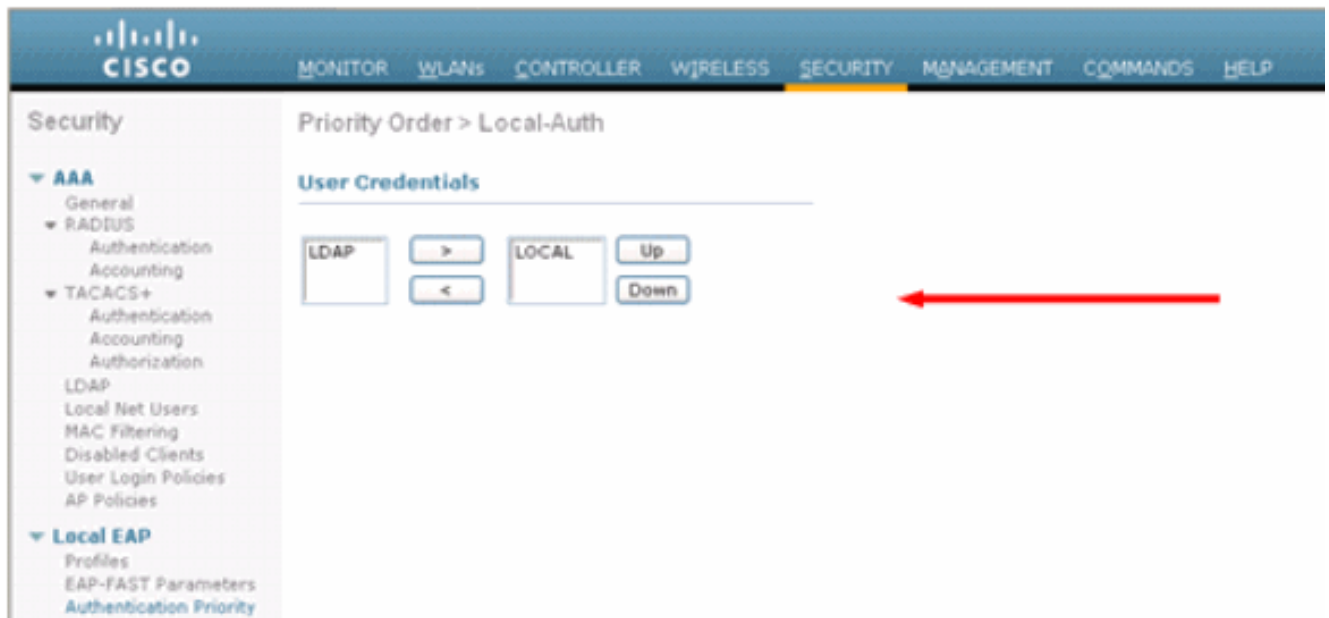 CISCO
MONITOR WLANs CONTROLLER WIRELESS SECURITY MANAGEMENT COMMANDS HELP
Security
AAA
General
RADIUS
Authentication
Accounting
TACACS+
Authentication
Accounting
Authorization
LDAP
Local Net Users
MAC Filtering
Disabled Clients
User Login Policies
AP Policies
Local EAP
Profiles
EAP-FAST Parameters
Authentication Priority
Priority Order > Local-Auth
User Credentials
LDAP > LOCAL Up
< Down